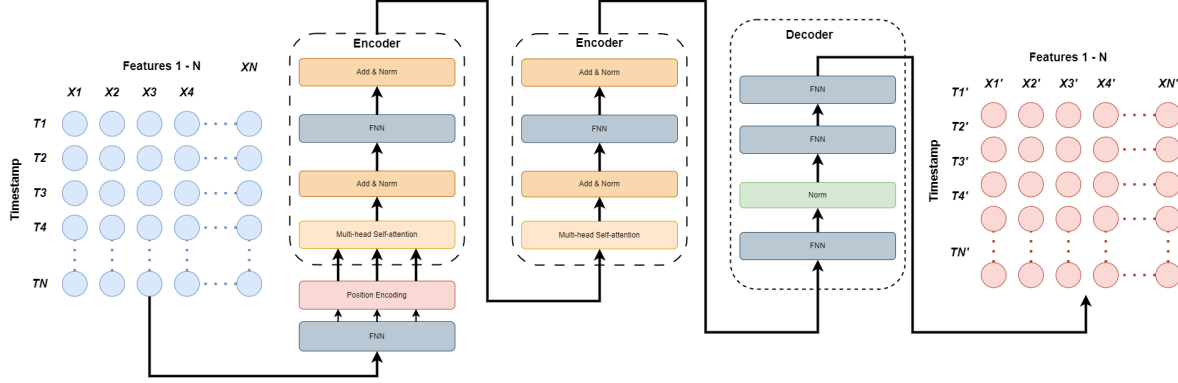 Features 1 - N
XN
X1 X2 X3 X4
T1
T2
T3
T4
TN
Timestamp
Encoder
Add & Norm
FNN
Add & Norm
Multi-head Self-attention
Position Encoding
FNN
Encoder
Add & Norm
FNN
Add & Norm
Multi-head Self-attention
Decoder
FNN
FNN
Norm
FNN
Features 1 - N
X1' X2' X3' X4' XN'
T1'
T2'
T3'
T4'
TN'
Timestamp